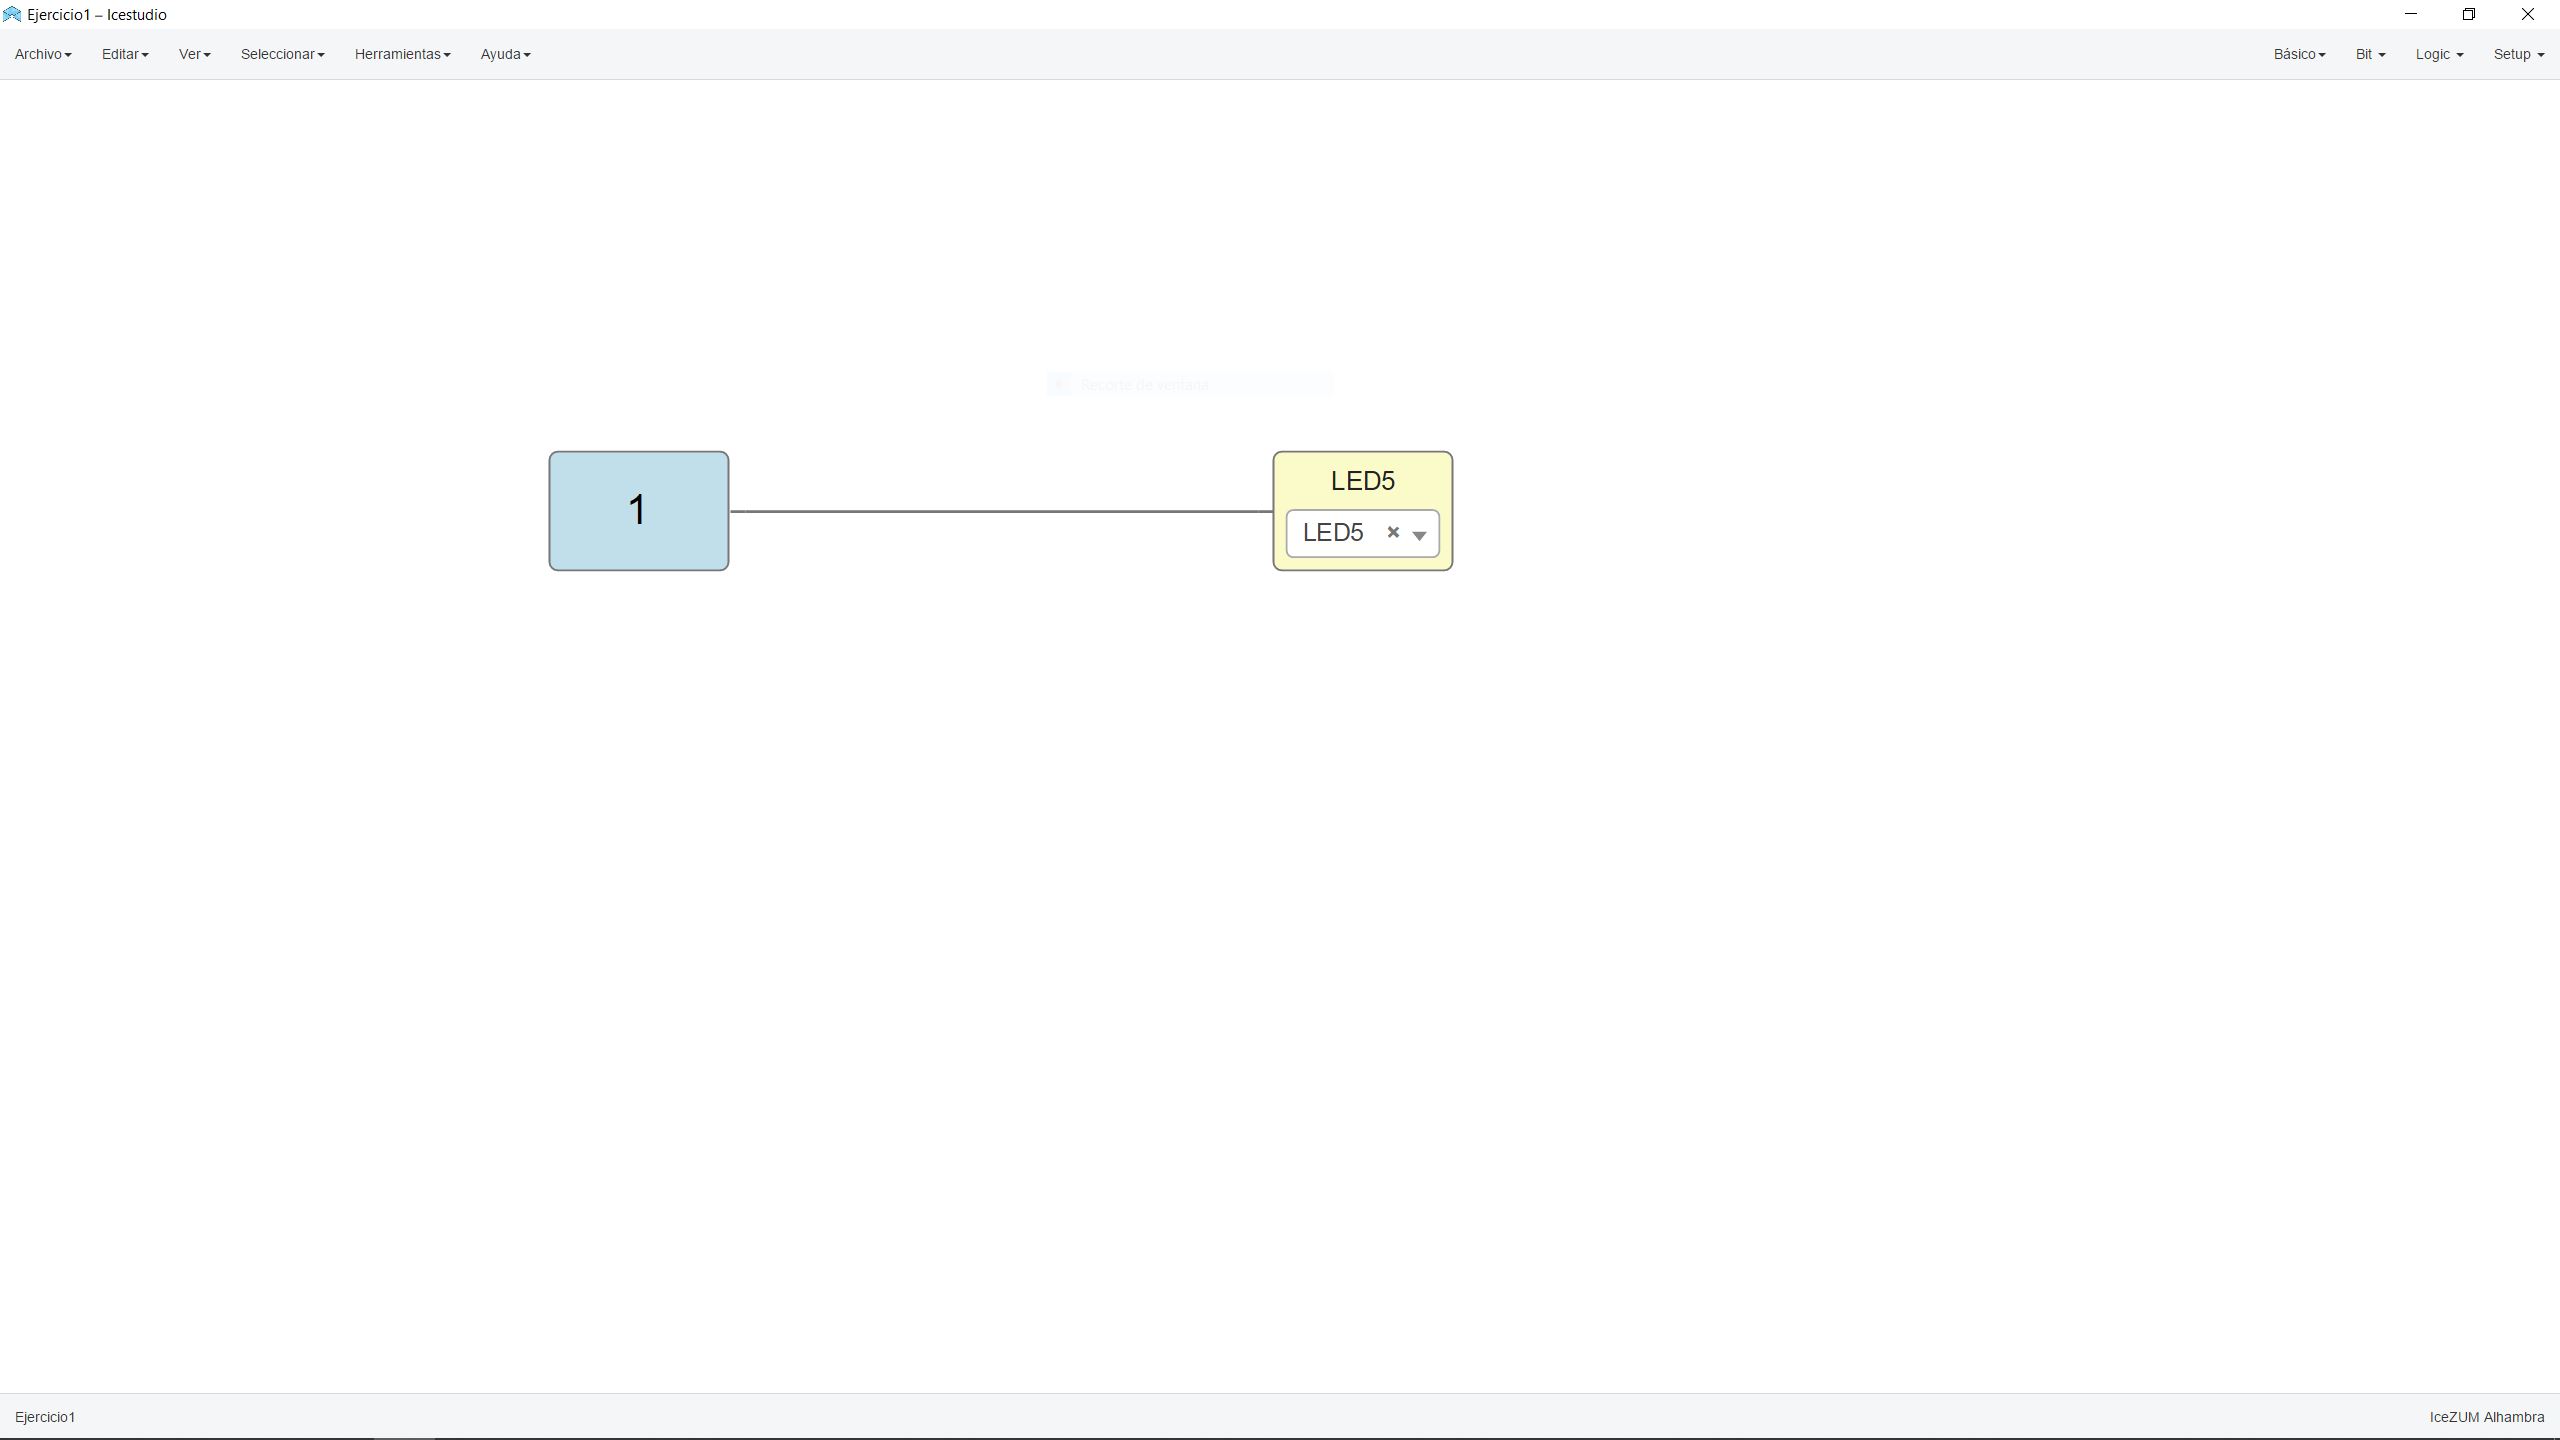 Ejercicio1 – Icestudio
Archivo Editar Ver Seleccionar Herramientas Ayuda Básico Bit Logic Setup
Recorte de ventana
1
LED5
LED5
Ejercicio1 IceZUM Alhambra